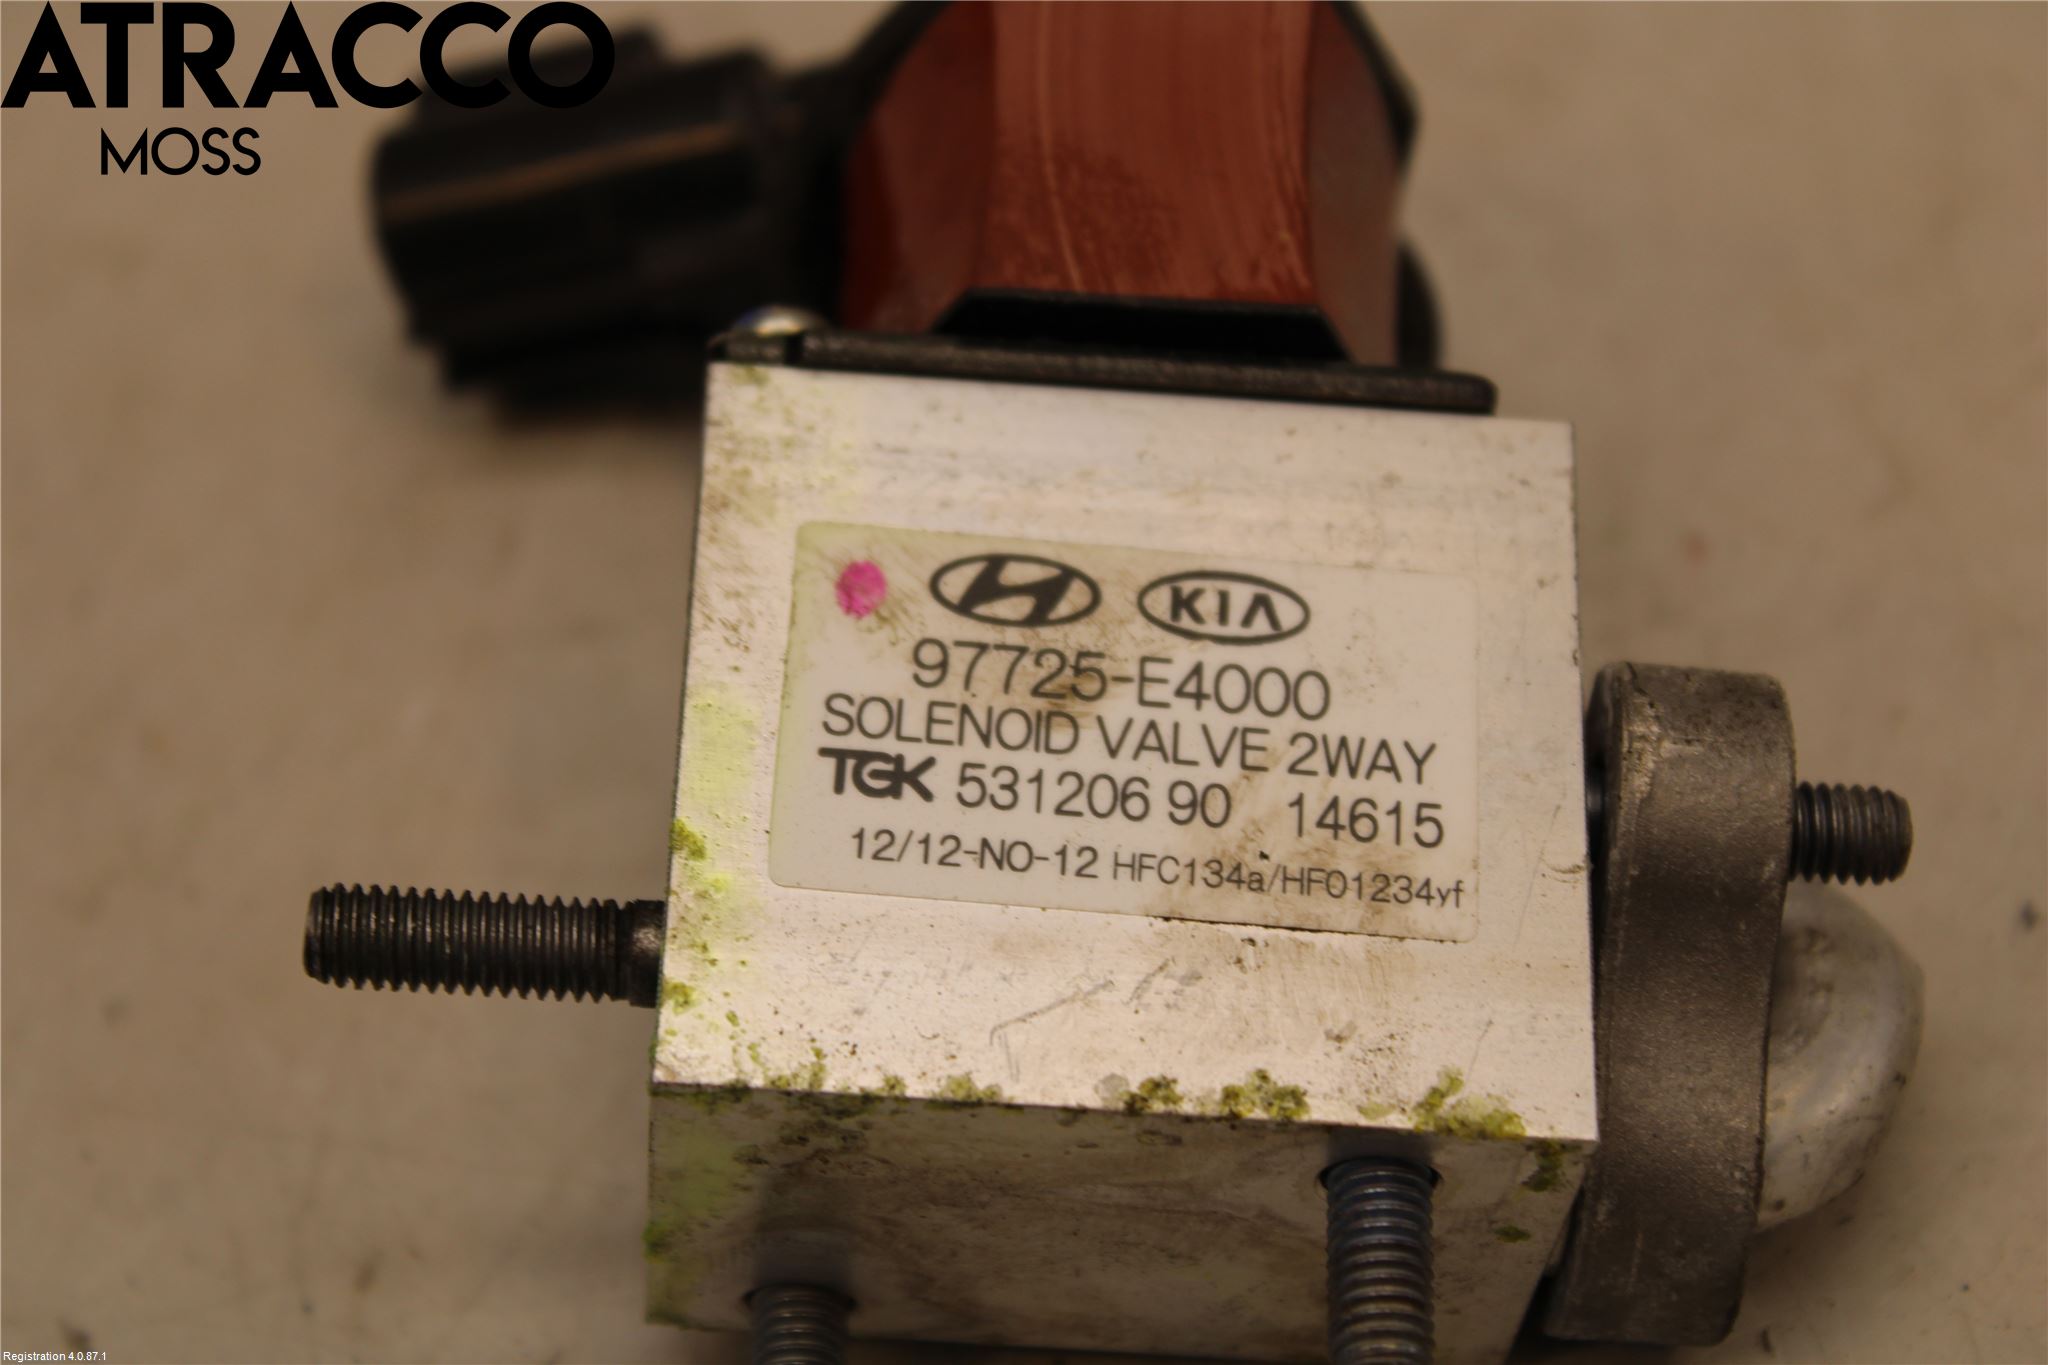 ATRACCO
MOSS
KIA
97725-E4000
SOLENOID VALVE 2WAY
TGK 531206 90 14615
12/12-NO-12 HFC134a/HFO1234yf
Registration 4.0.87.1